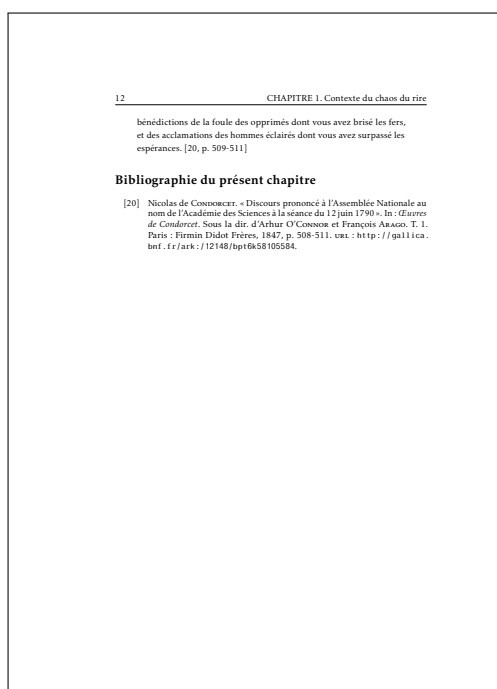 12 CHAPITRE 1. Contexte du chaos du rire
bénédictions de la foule des opprimés dont vous avez brisé les fers,
et des acclamations des hommes éclairés dont vous avez surpassé les
espérances. [20, p. 509-511]
Bibliographie du présent chapitre
[20] Nicolas de Condorcet. « Discours prononcé à l’Assemblée Nationale au
nom de l’Académie des Sciences à la séance du 12 juin 1790 ». In : Œuvres
de Condorcet. Sous la dir. d’Arhur O’Connor et François Arago. T. 1.
Paris : Firmin Didot Frères, 1847, p. 508-511. url : http://gallica.
bnf.fr/ark:/12148/bpt6k58105584.